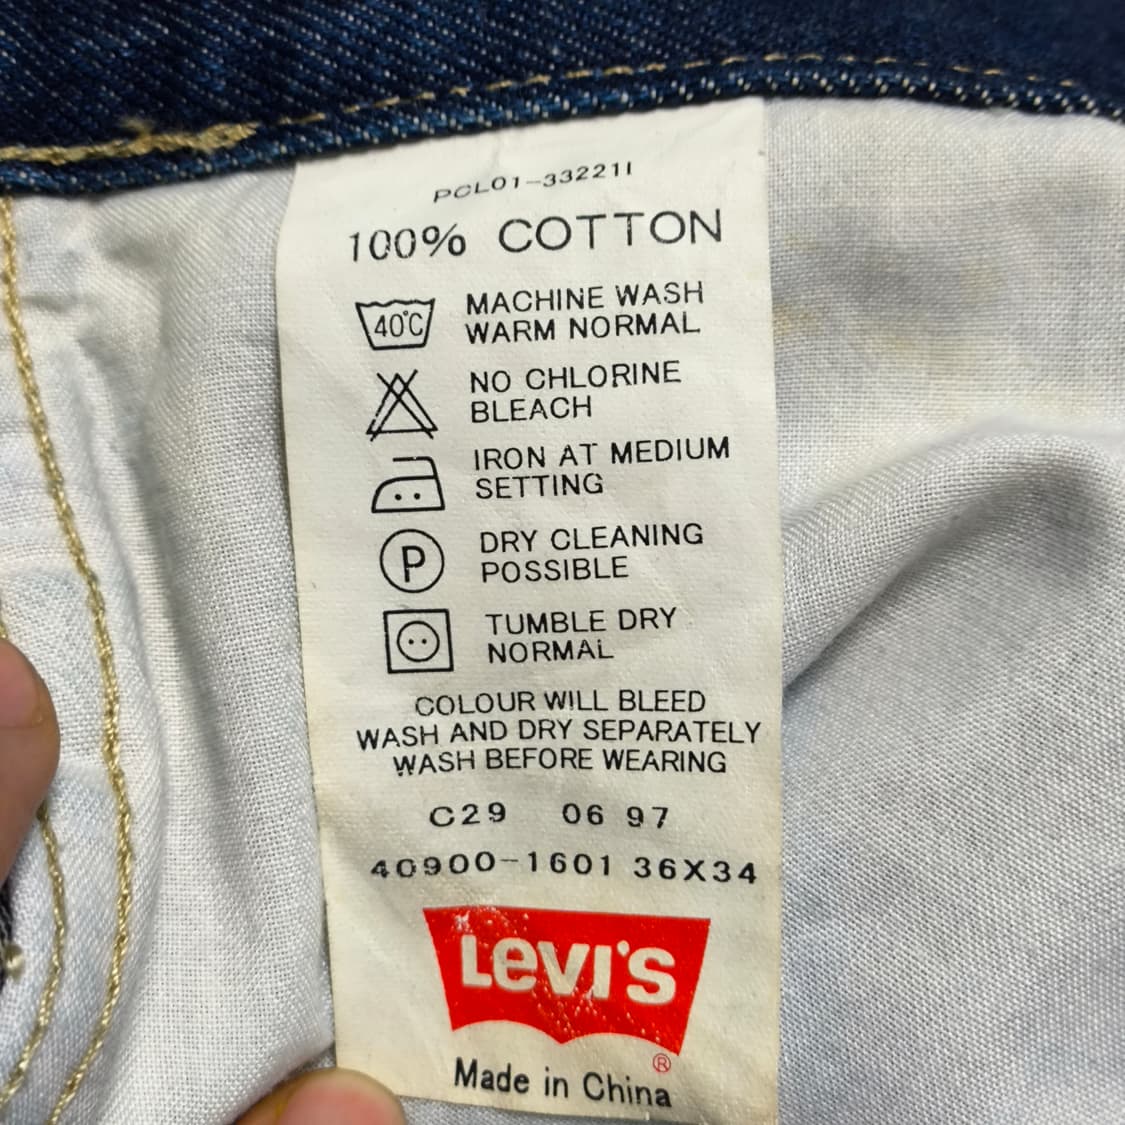 PCL01-332211
100% COTTON
40°C
MACHINE WASH
WARM NORMAL
NO CHLORINE
BLEACH
IRON AT MEDIUM
SETTING
P
DRY CLEANING
POSSIBLE
TUMBLE DRY
NORMAL
COLOUR WILL BLEED
WASH AND DRY SEPARATELY
WASH BEFORE WEARING
C29 06 97
40900-1601 36X34
LEVI'S
®
Made in China